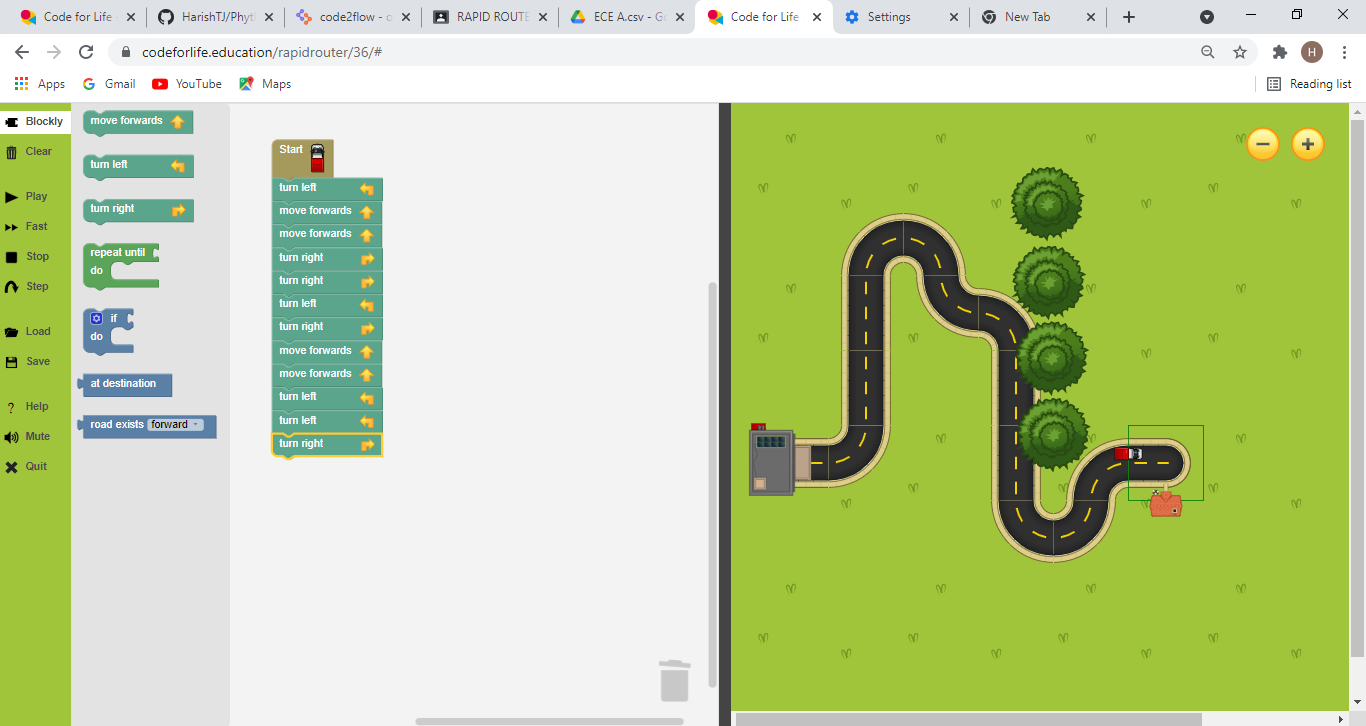 Code for Life
HarishTJ/Phyt
code2flow - o
RAPID ROUTE
ECE A.csv - Go
Code for Life
Settings
New Tab
codeforlife.education/rapidrouter/36/#
H
Apps
Gmail
YouTube
Maps
Reading list
Blockly
Clear
Play
Fast
Stop
Step
Load
Save
? Help
Mute
Quit
move forwards
turn left
turn right
repeat until
do
if
do
at destination
road exists forward
Start
turn left
move forwards
move forwards
turn right
turn right
turn left
turn right
move forwards
move forwards
turn left
turn left
turn right